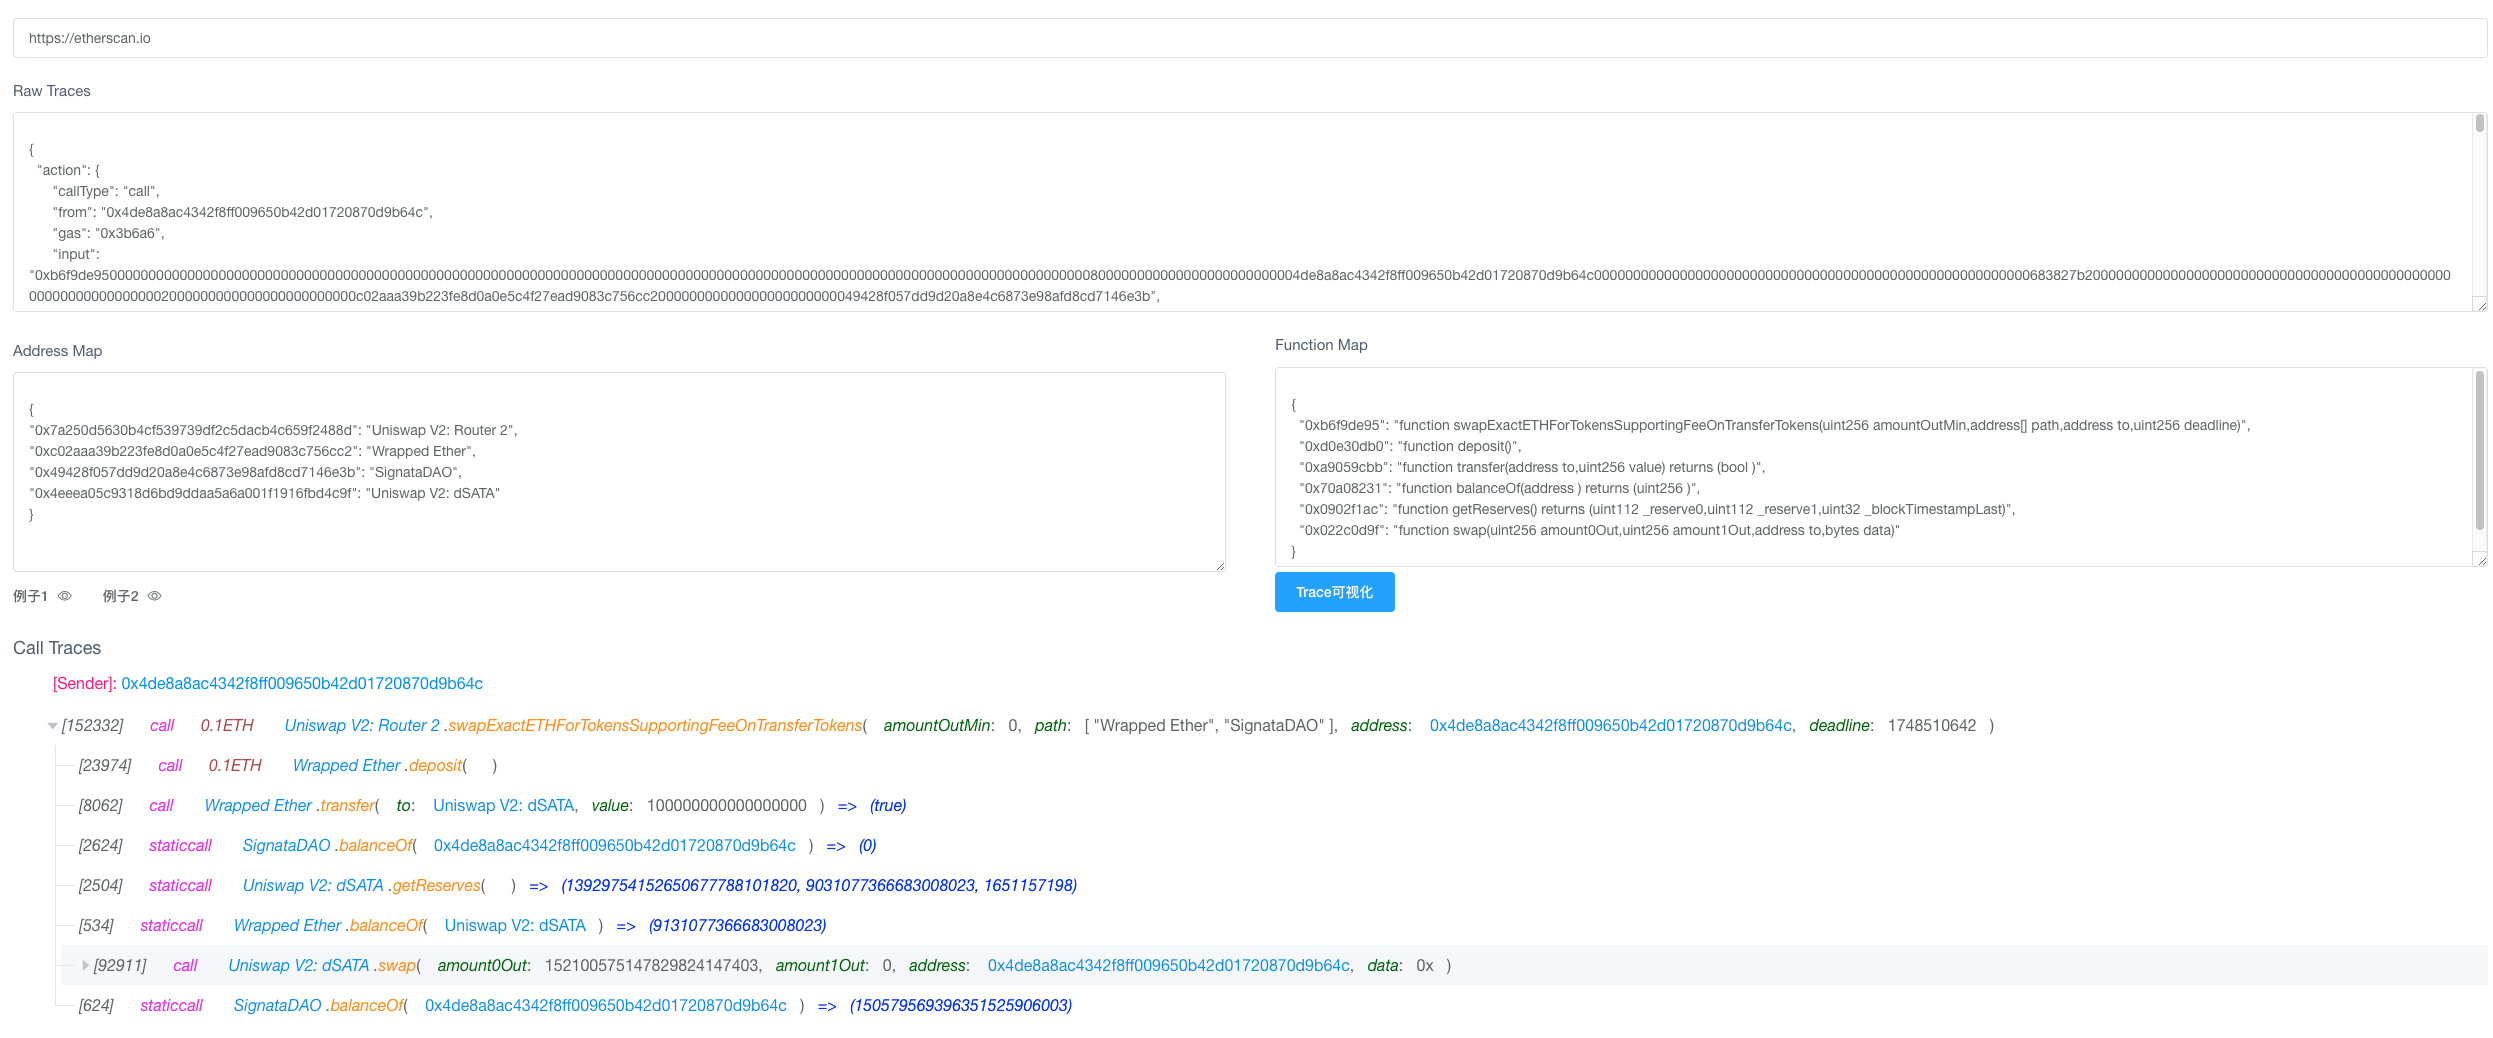 https://etherscan.io
Raw Traces
{
"action": {
"callType": "call",
"from": "0x4de8a8ac4342f8ff009650b42d01720870d9b64c",
"gas": "0x3b6a6",
"input":
"0xb6f9de950000000000000000000000000000000000000000000000000000000000000000000000000000000000000000000000000000000000000000000000000000000000800000000000000000000000004de8a8ac4342f8ff009650b42d01720870d9b64c00000000000000000000000000000000000000000000000000000000683827b20000000000000000000000000000000000000000000000
000000000000000002000000000000000000000000c02aaa39b223fe8d0a0e5c4f27ead9083c756cc200000000000000000000000049428f057dd9d20a8e4c6873e98afd8cd7146e3b",
Address Map
{
"0x7a250d5630b4cf539739df2c5dacb4c659f2488d": "Uniswap V2: Router 2",
"0xc02aaa39b223fe8d0a0e5c4f27ead9083c756cc2": "Wrapped Ether",
"0x49428f057dd9d20a8e4c6873e98afd8cd7146e3b": "SignataDAO",
"0x4eeea05c9318d6bd9ddaa5a6a001f1916fbd4c9f": "Uniswap V2: dSATA"
}
例子1 例子2
Function Map
{
"0xb6f9de95": "function swapExactETHForTokensSupportingFeeOnTransferTokens(uint256 amountOutMin,address[] path,address to,uint256 deadline)",
"0xd0e30db0": "function deposit()",
"0xa9059cbb": "function transfer(address to,uint256 value) returns (bool )",
"0x70a08231": "function balanceOf(address ) returns (uint256 )",
"0x0902f1ac": "function getReserves() returns (uint112 _reserve0,uint112 _reserve1,uint32 _blockTimestampLast)",
"0x022c0d9f": "function swap(uint256 amount0Out,uint256 amount1Out,address to,bytes data)"
}
Trace可视化
Call Traces
[Sender]: 0x4de8a8ac4342f8ff009650b42d01720870d9b64c
[152332] call 0.1ETH Uniswap V2: Router 2 .swapExactETHForTokensSupportingFeeOnTransferTokens( amountOutMin: 0, path: [ "Wrapped Ether", "SignataDAO" ], address: 0x4de8a8ac4342f8ff009650b42d01720870d9b64c, deadline: 1748510642 )
[23974] call 0.1ETH Wrapped Ether .deposit( )
[8062] call Wrapped Ether .transfer( to: Uniswap V2: dSATA, value: 100000000000000000 ) => (true)
[2624] staticcall SignataDAO .balanceOf( 0x4de8a8ac4342f8ff009650b42d01720870d9b64c ) => (0)
[2504] staticcall Uniswap V2: dSATA .getReserves( ) => (13929754152650677788101820, 9031077366683008023, 1651157198)
[534] staticcall Wrapped Ether .balanceOf( Uniswap V2: dSATA ) => (9131077366683008023)
[92911] call Uniswap V2: dSATA .swap( amount0Out: 152100575147829824147403, amount1Out: 0, address: 0x4de8a8ac4342f8ff009650b42d01720870d9b64c, data: 0x )
[624] staticcall SignataDAO .balanceOf( 0x4de8a8ac4342f8ff009650b42d01720870d9b64c ) => (150579569396351525906003)